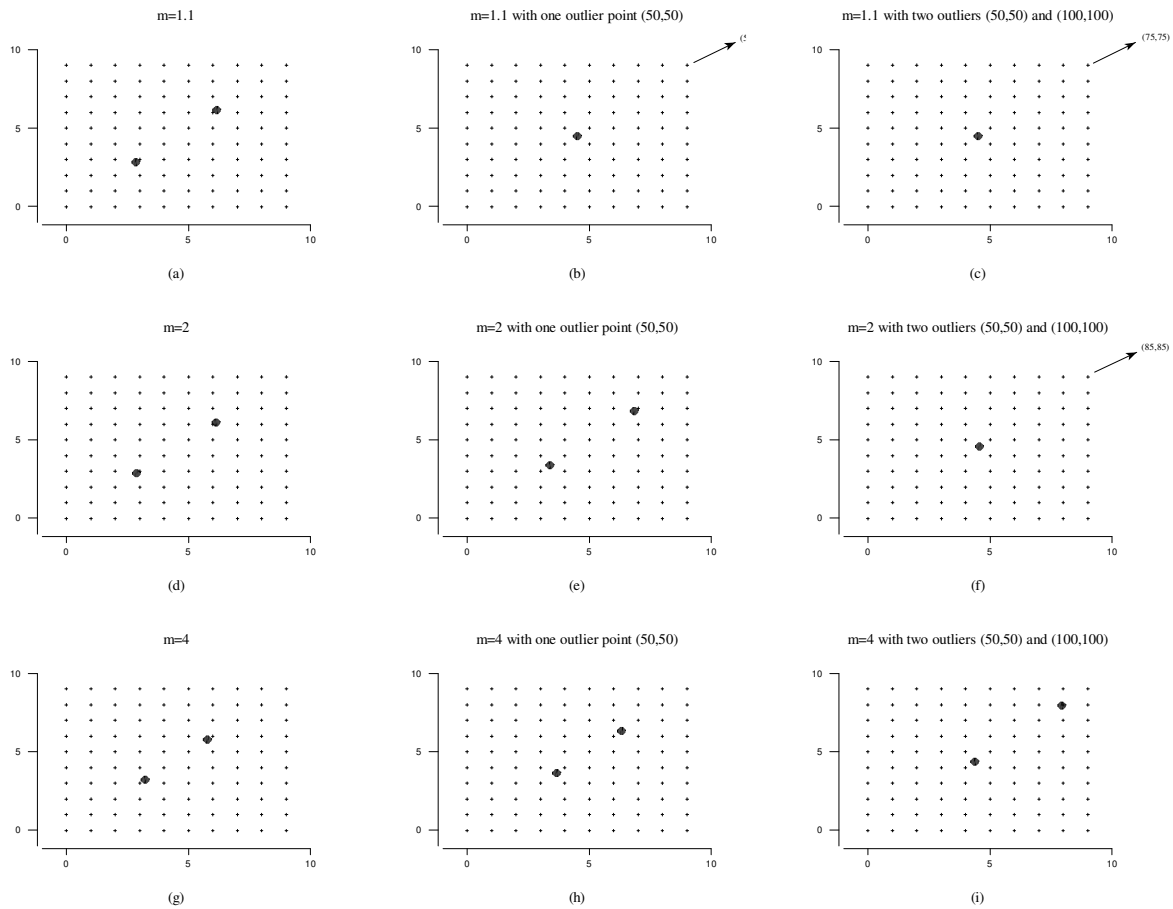 m=1.1
m=1.1 with one outlier point (50,50)
m=1.1 with two outliers (50,50) and (100,100)
(75,75)
10
5
0
0 5 10
10
5
0
0 5 10
10
5
0
0 5 10
(a)
(b)
(c)
m=2
m=2 with one outlier point (50,50)
m=2 with two outliers (50,50) and (100,100)
(85,85)
10
5
0
0 5 10
10
5
0
0 5 10
10
5
0
0 5 10
(d)
(e)
(f)
m=4
m=4 with one outlier point (50,50)
m=4 with two outliers (50,50) and (100,100)
10
5
0
0 5 10
10
5
0
0 5 10
10
5
0
0 5 10
(g)
(h)
(i)